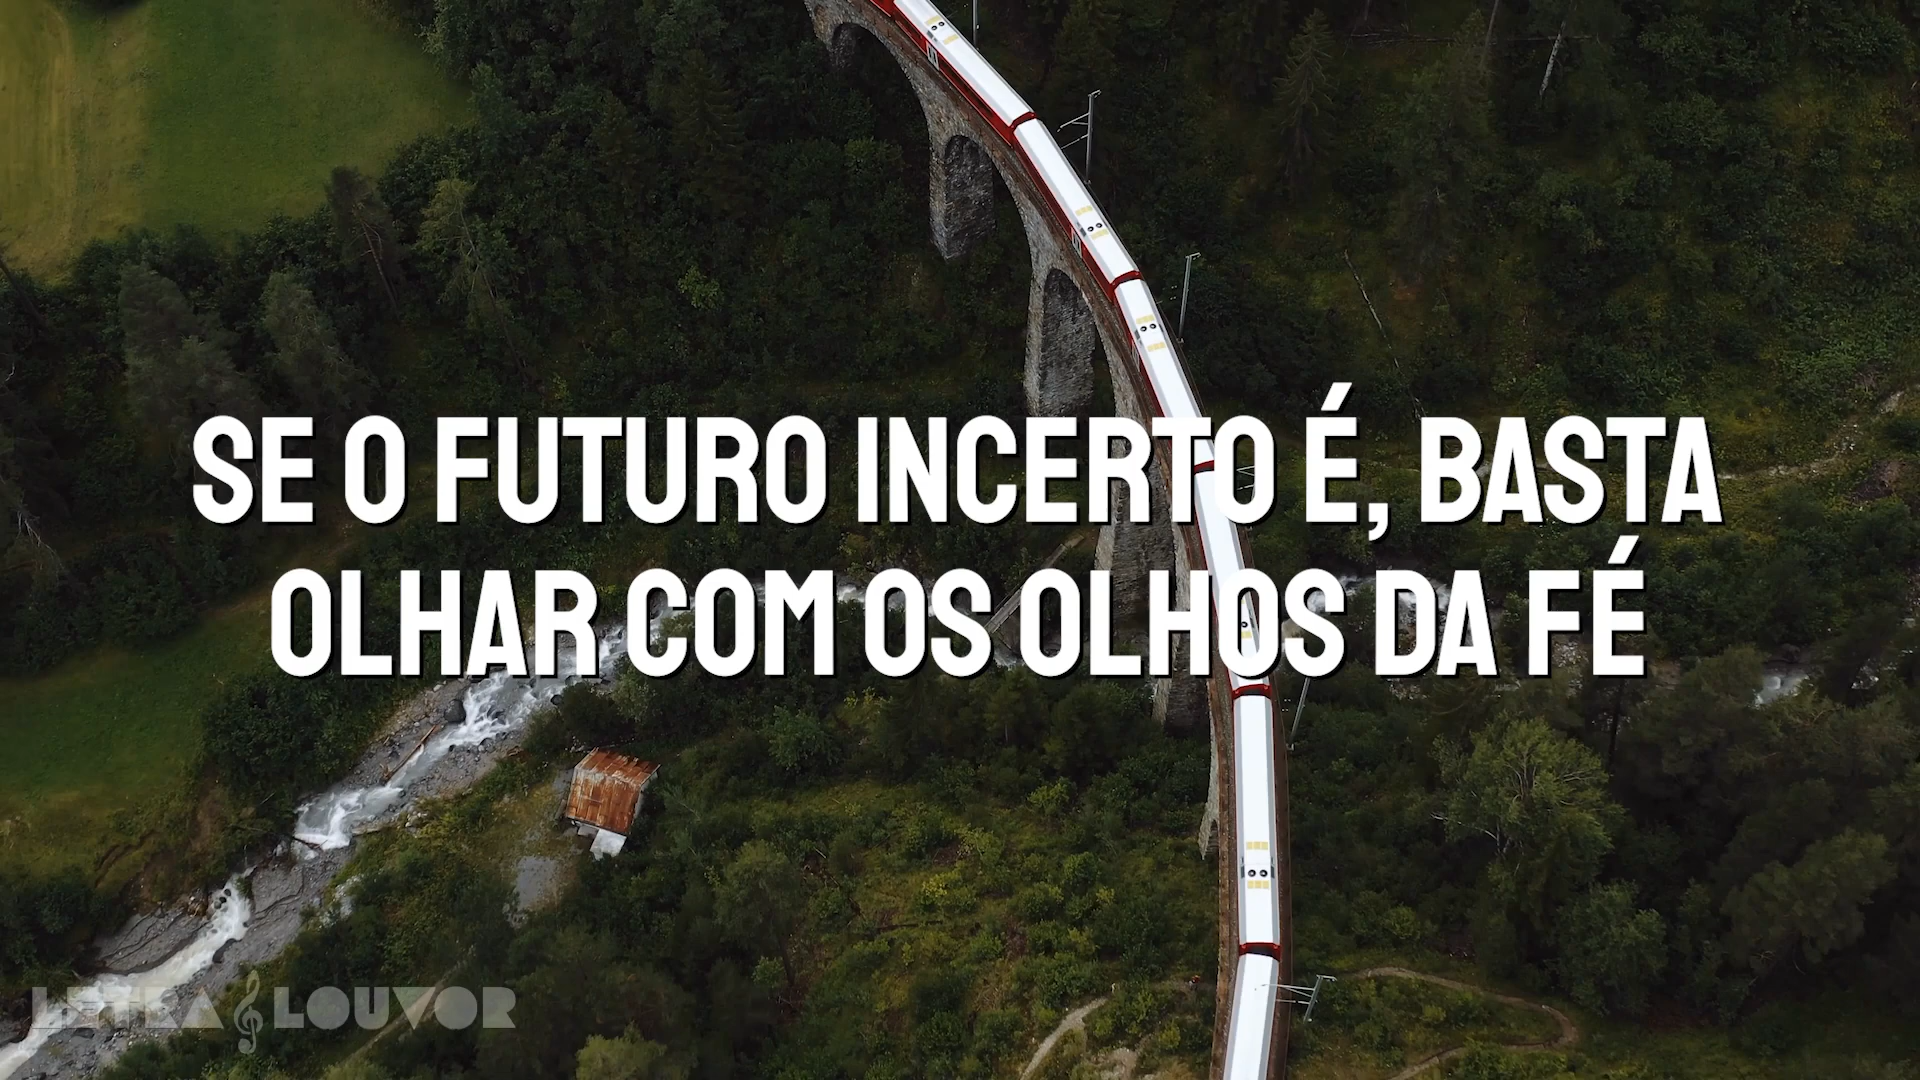 SE O FUTURO INCERTO É, BASTA
OLHAR COM OS OLHOS DA FÉ
LETRA LOUVOR